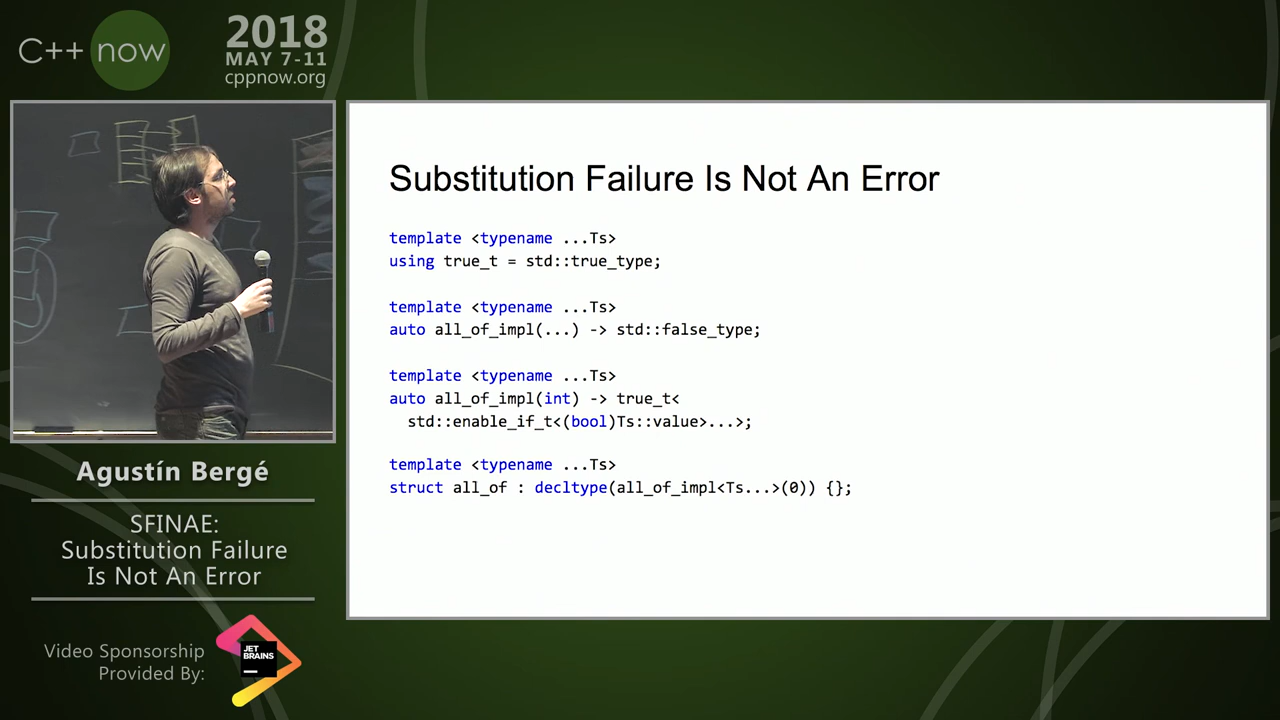 C++ now
2018
MAY 7-11
cppnow.org
Substitution Failure Is Not An Error
template <typename ...Ts>
using true_t = std::true_type;
template <typename ...Ts>
auto all_of_impl(...) -> std::false_type;
template <typename ...Ts>
auto all_of_impl(int) -> true_t<
std::enable_if_t<(bool)Ts::value>...>;
template <typename ...Ts>
struct all_of : decltype(all_of_impl<Ts...>(0)) {};
Agustín Bergé
SFINAE:
Substitution Failure
Is Not An Error
Video Sponsorship
Provided By:
JET
BRAINS